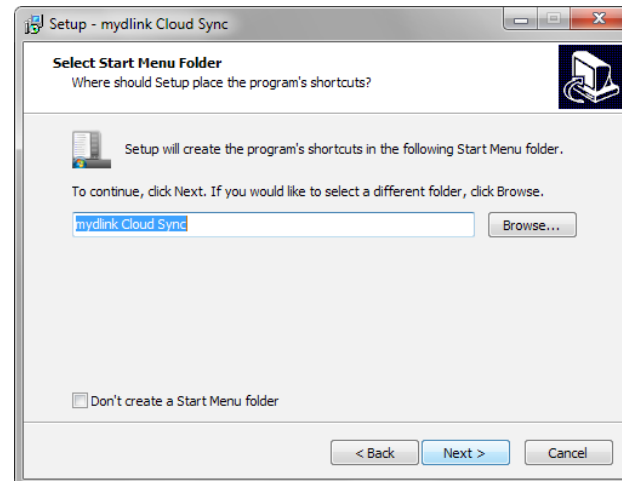 Setup - mydlink Cloud Sync
Select Start Menu Folder
Where should Setup place the program's shortcuts?
Setup will create the program's shortcuts in the following Start Menu folder.
To continue, click Next. If you would like to select a different folder, click Browse.
mydlink Cloud Sync
Browse...
Don't create a Start Menu folder
< Back
Next >
Cancel